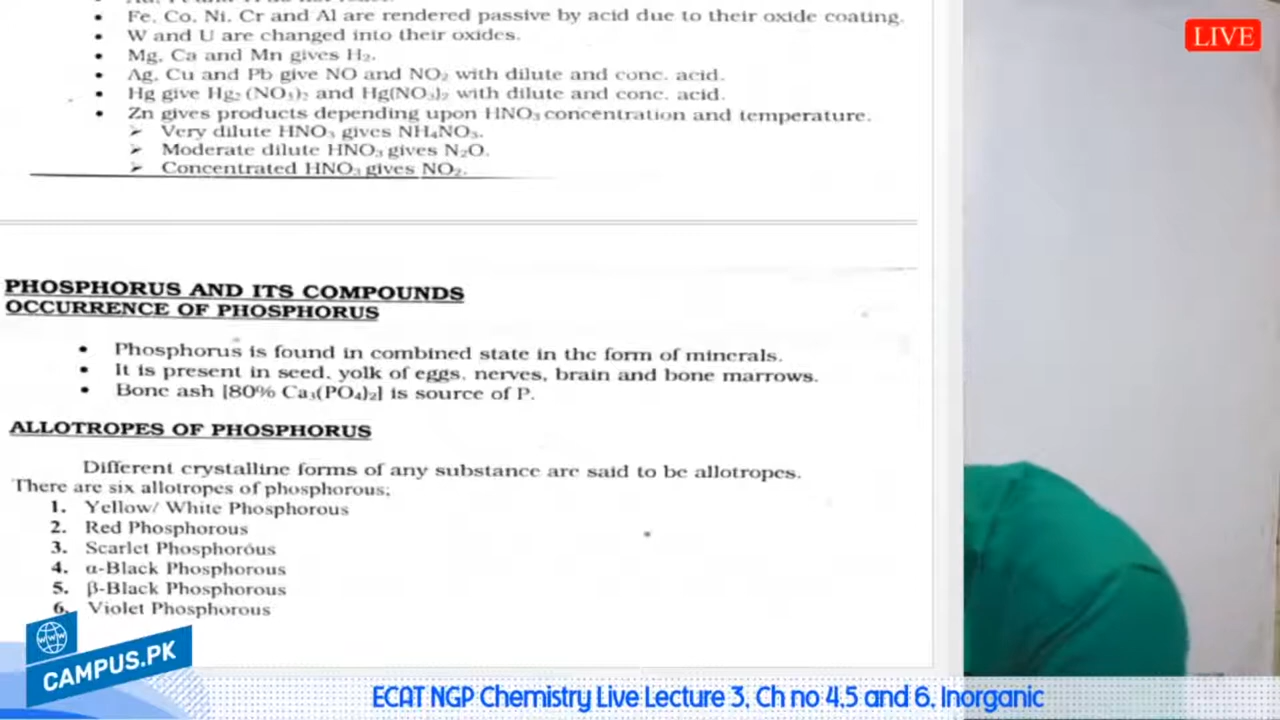 Fe, Co, Ni, Cr and Al are rendered passive by acid due to their oxide coating.
W and U are changed into their oxides.
Mg, Ca and Mn gives H₂.
Ag, Cu and Pb give NO and NO₂ with dilute and conc. acid.
Hg give Hg₂ (NO₃)₂ and Hg(NO₃)₂ with dilute and conc. acid.
Zn gives products depending upon HNO₃ concentration and temperature.
Very dilute HNO₃ gives NH₄NO₃.
Moderate dilute HNO₃ gives N₂O.
Concentrated HNO₃ gives NO₂.
PHOSPHORUS AND ITS COMPOUNDS
OCCURRENCE OF PHOSPHORUS
Phosphorus is found in combined state in the form of minerals.
It is present in seed, yolk of eggs, nerves, brain and bone marrows.
Bone ash [80% Ca₃(PO₄)₂] is source of P.
ALLOTROPES OF PHOSPHORUS
Different crystalline forms of any substance are said to be allotropes.
There are six allotropes of phosphorous;
1. Yellow/ White Phosphorous
2. Red Phosphorous
3. Scarlet Phosphorous
4. α-Black Phosphorous
5. β-Black Phosphorous
6. Violet Phosphorous
LIVE
www
CAMPUS.PK
ECAT NGP Chemistry Live Lecture 3, Ch no 4,5 and 6, Inorganic